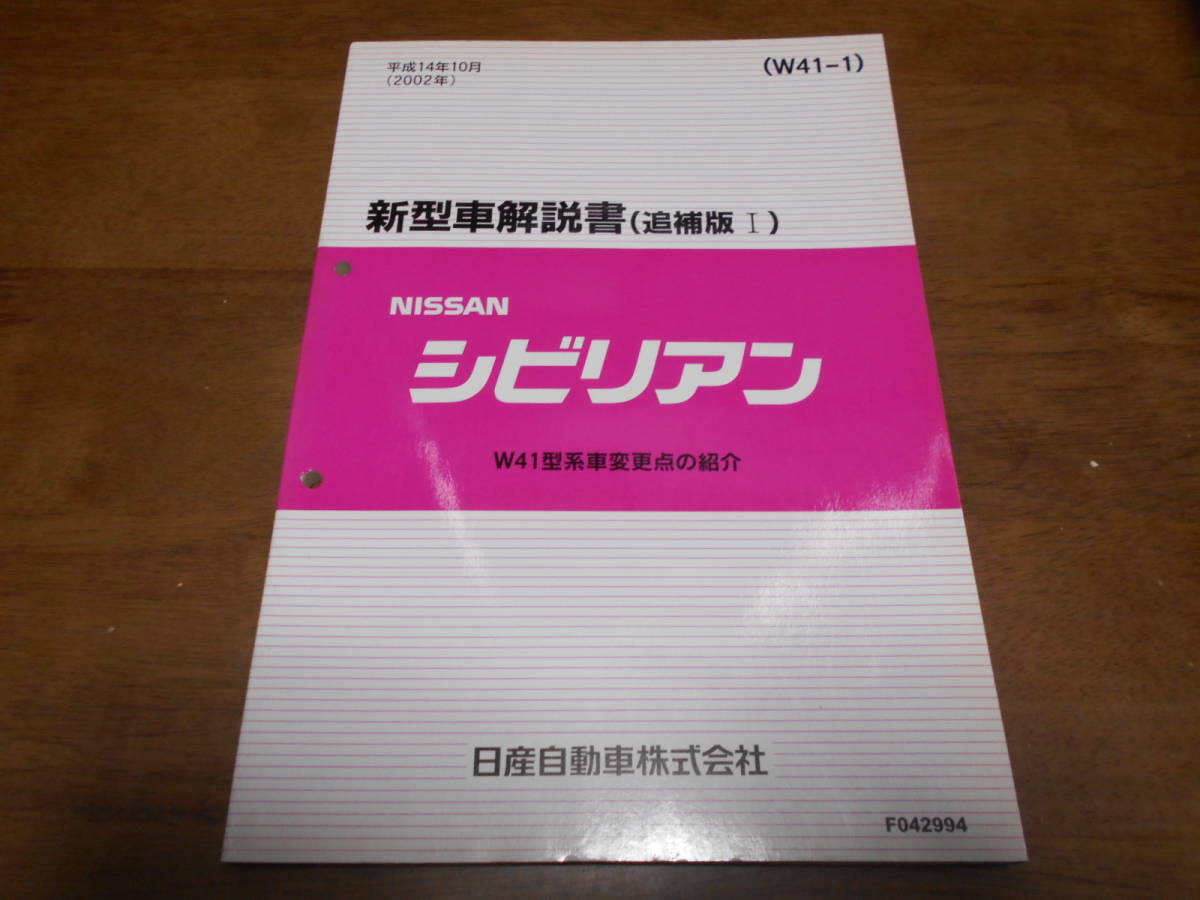 平成14年10月
(2002年)
(W41-1)
新型車解説書(追補版 Ⅰ)
NISSAN
シビリアン
W41型系車変更点の紹介
日産自動車株式会社
F042994